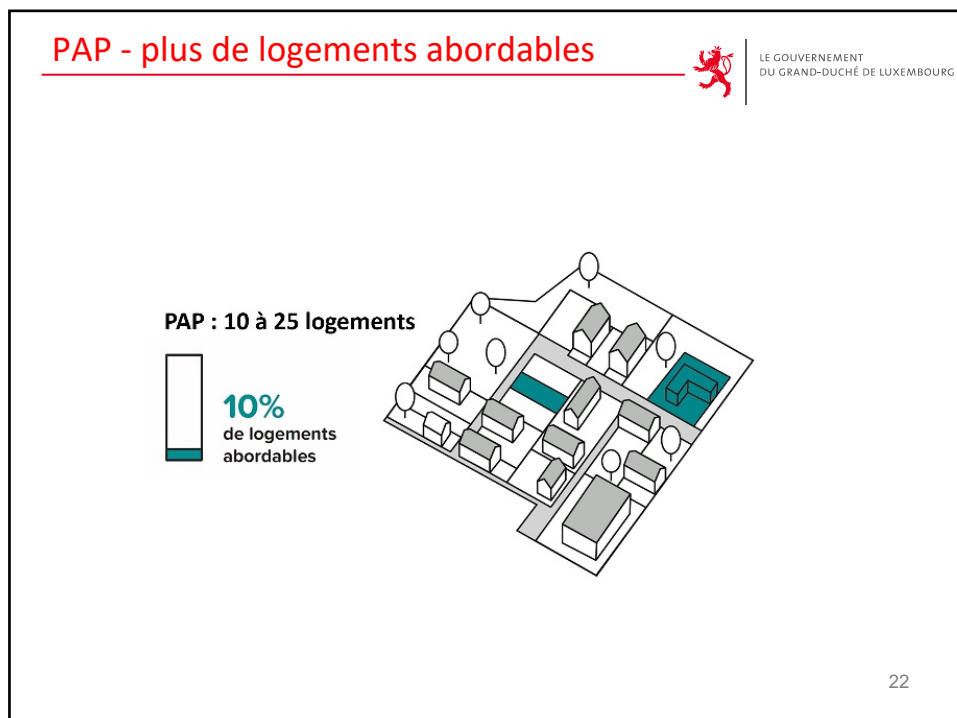 PAP - plus de logements abordables
LE GOUVERNEMENT
DU GRAND-DUCHÉ DE LUXEMBOURG
PAP : 10 à 25 logements
10%
de logements
abordables
22